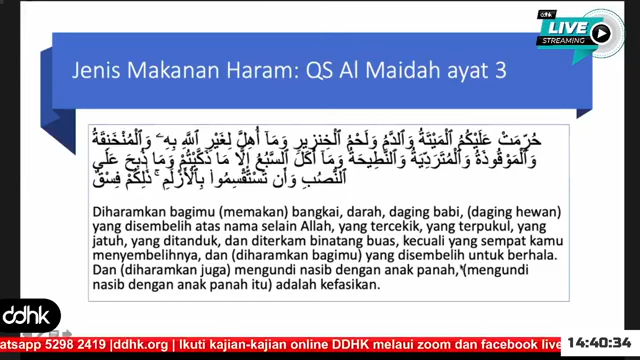 ddhk
LIVE
STREAMING
Jenis Makanan Haram: QS Al Maidah ayat 3
حُرِّمَتْ عَلَيْكُمُ الْمَيْتَةُ وَالدَّمُ وَلَحْمُ الْخِنزِيرِ وَمَآ أُهِلَّ لِغَيْرِ اللَّهِ بِهِۦ وَالْمُنْخَنِقَةُ
وَالْمَوْقُوذَةُ وَالْمُتَرَدِّيَةُ وَالنَّطِيحَةُ وَمَآ أَكَلَ السَّبُعُ إِلَّا مَا ذَكَّيْتُمْ وَمَا ذُبِحَ عَلَى
النُّصُبِ وَأَن تَسْتَقْسِمُوا۟ بِالْأَزْلَٰمِ ۚ ذَٰلِكُمْ فِسْقٌ
Diharamkan bagimu (memakan) bangkai, darah, daging babi, (daging hewan)
yang disembelih atas nama selain Allah, yang tercekik, yang terpukul, yang
jatuh, yang ditanduk, dan diterkam binatang buas, kecuali yang sempat kamu
menyembelihnya, dan (diharamkan bagimu) yang disembelih untuk berhala.
Dan (diharamkan juga) mengundi nasib dengan anak panah, (mengundi
nasib dengan anak panah itu) adalah kefasikan.
ddhk
atsapp 5298 2419 |ddhk.org | Ikuti kajian-kajian online DDHK melaui zoom dan facebook live
14:40:34